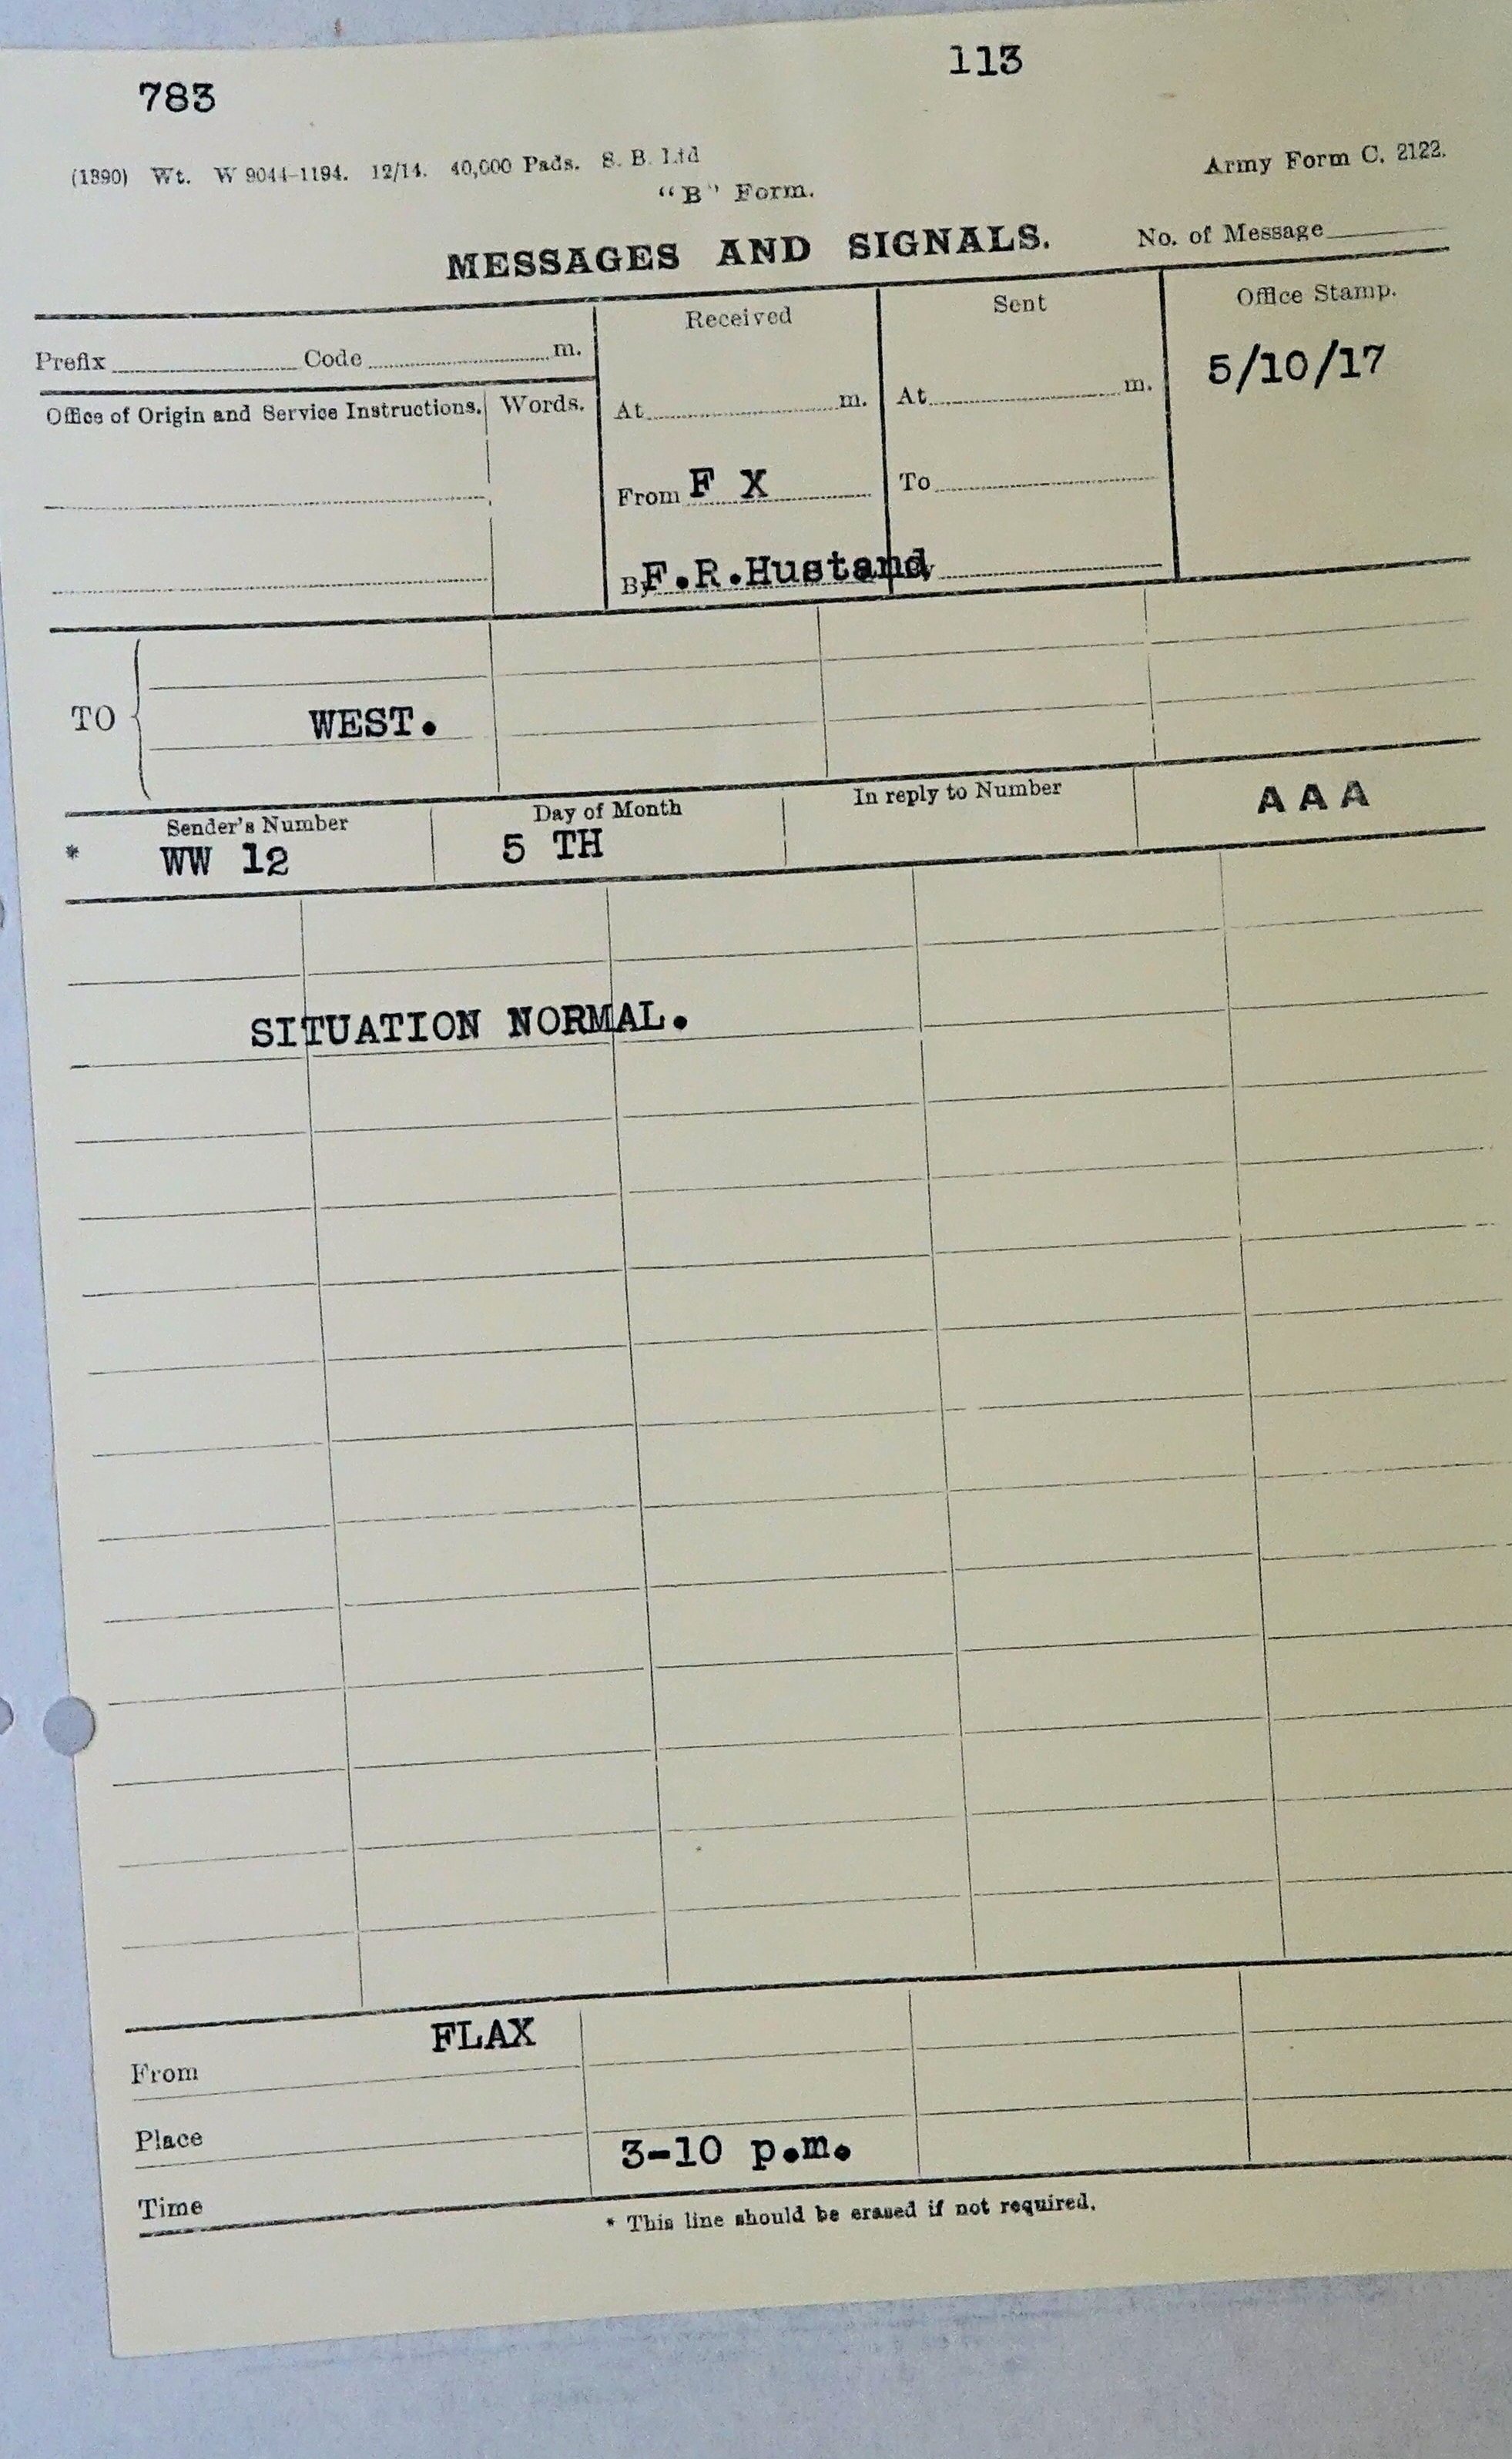 113
783
(1890) Wt. W 9044-1194. 12/14. 40,000 Pads. S. B. Ltd
Army Form C. 2122.
“B” Form.
MESSAGES AND SIGNALS. No. of Message
Prefix Code m.
Received
Sent
Office Stamp.
Office of Origin and Service Instructions. Words.
At m.
At m.
5/10/17
From F X
To
By F.R.Hustand
TO
WEST.
Sender's Number
Day of Month
In reply to Number
AAA
* WW 12
5 TH
SITUATION NORMAL.
From FLAX
Place
Time 3-10 p.m.
* This line should be erased if not required.